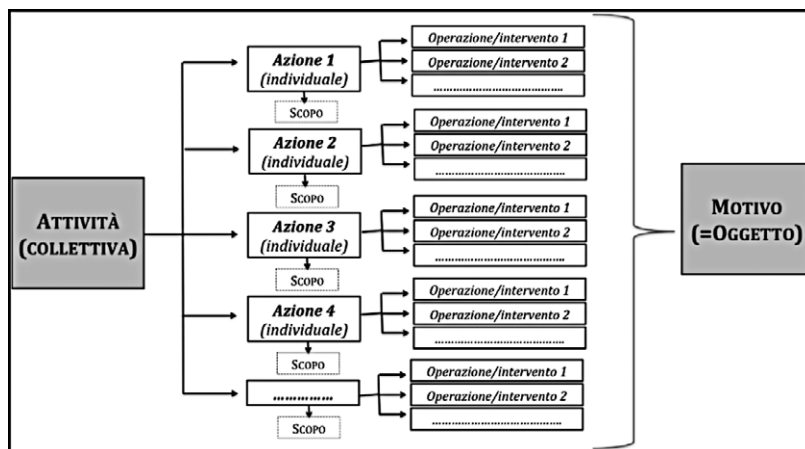 ATTIVITÀ
(COLLETTIVA)
Azione 1
(individuale)
SCOPO
Operazione/intervento 1
Operazione/intervento 2
........................................
Azione 2
(individuale)
SCOPO
Operazione/intervento 1
Operazione/intervento 2
........................................
Azione 3
(individuale)
SCOPO
Operazione/intervento 1
Operazione/intervento 2
........................................
Azione 4
(individuale)
SCOPO
Operazione/intervento 1
Operazione/intervento 2
........................................
...............
SCOPO
Operazione/intervento 1
Operazione/intervento 2
........................................
MOTIVO
(=OGGETTO)